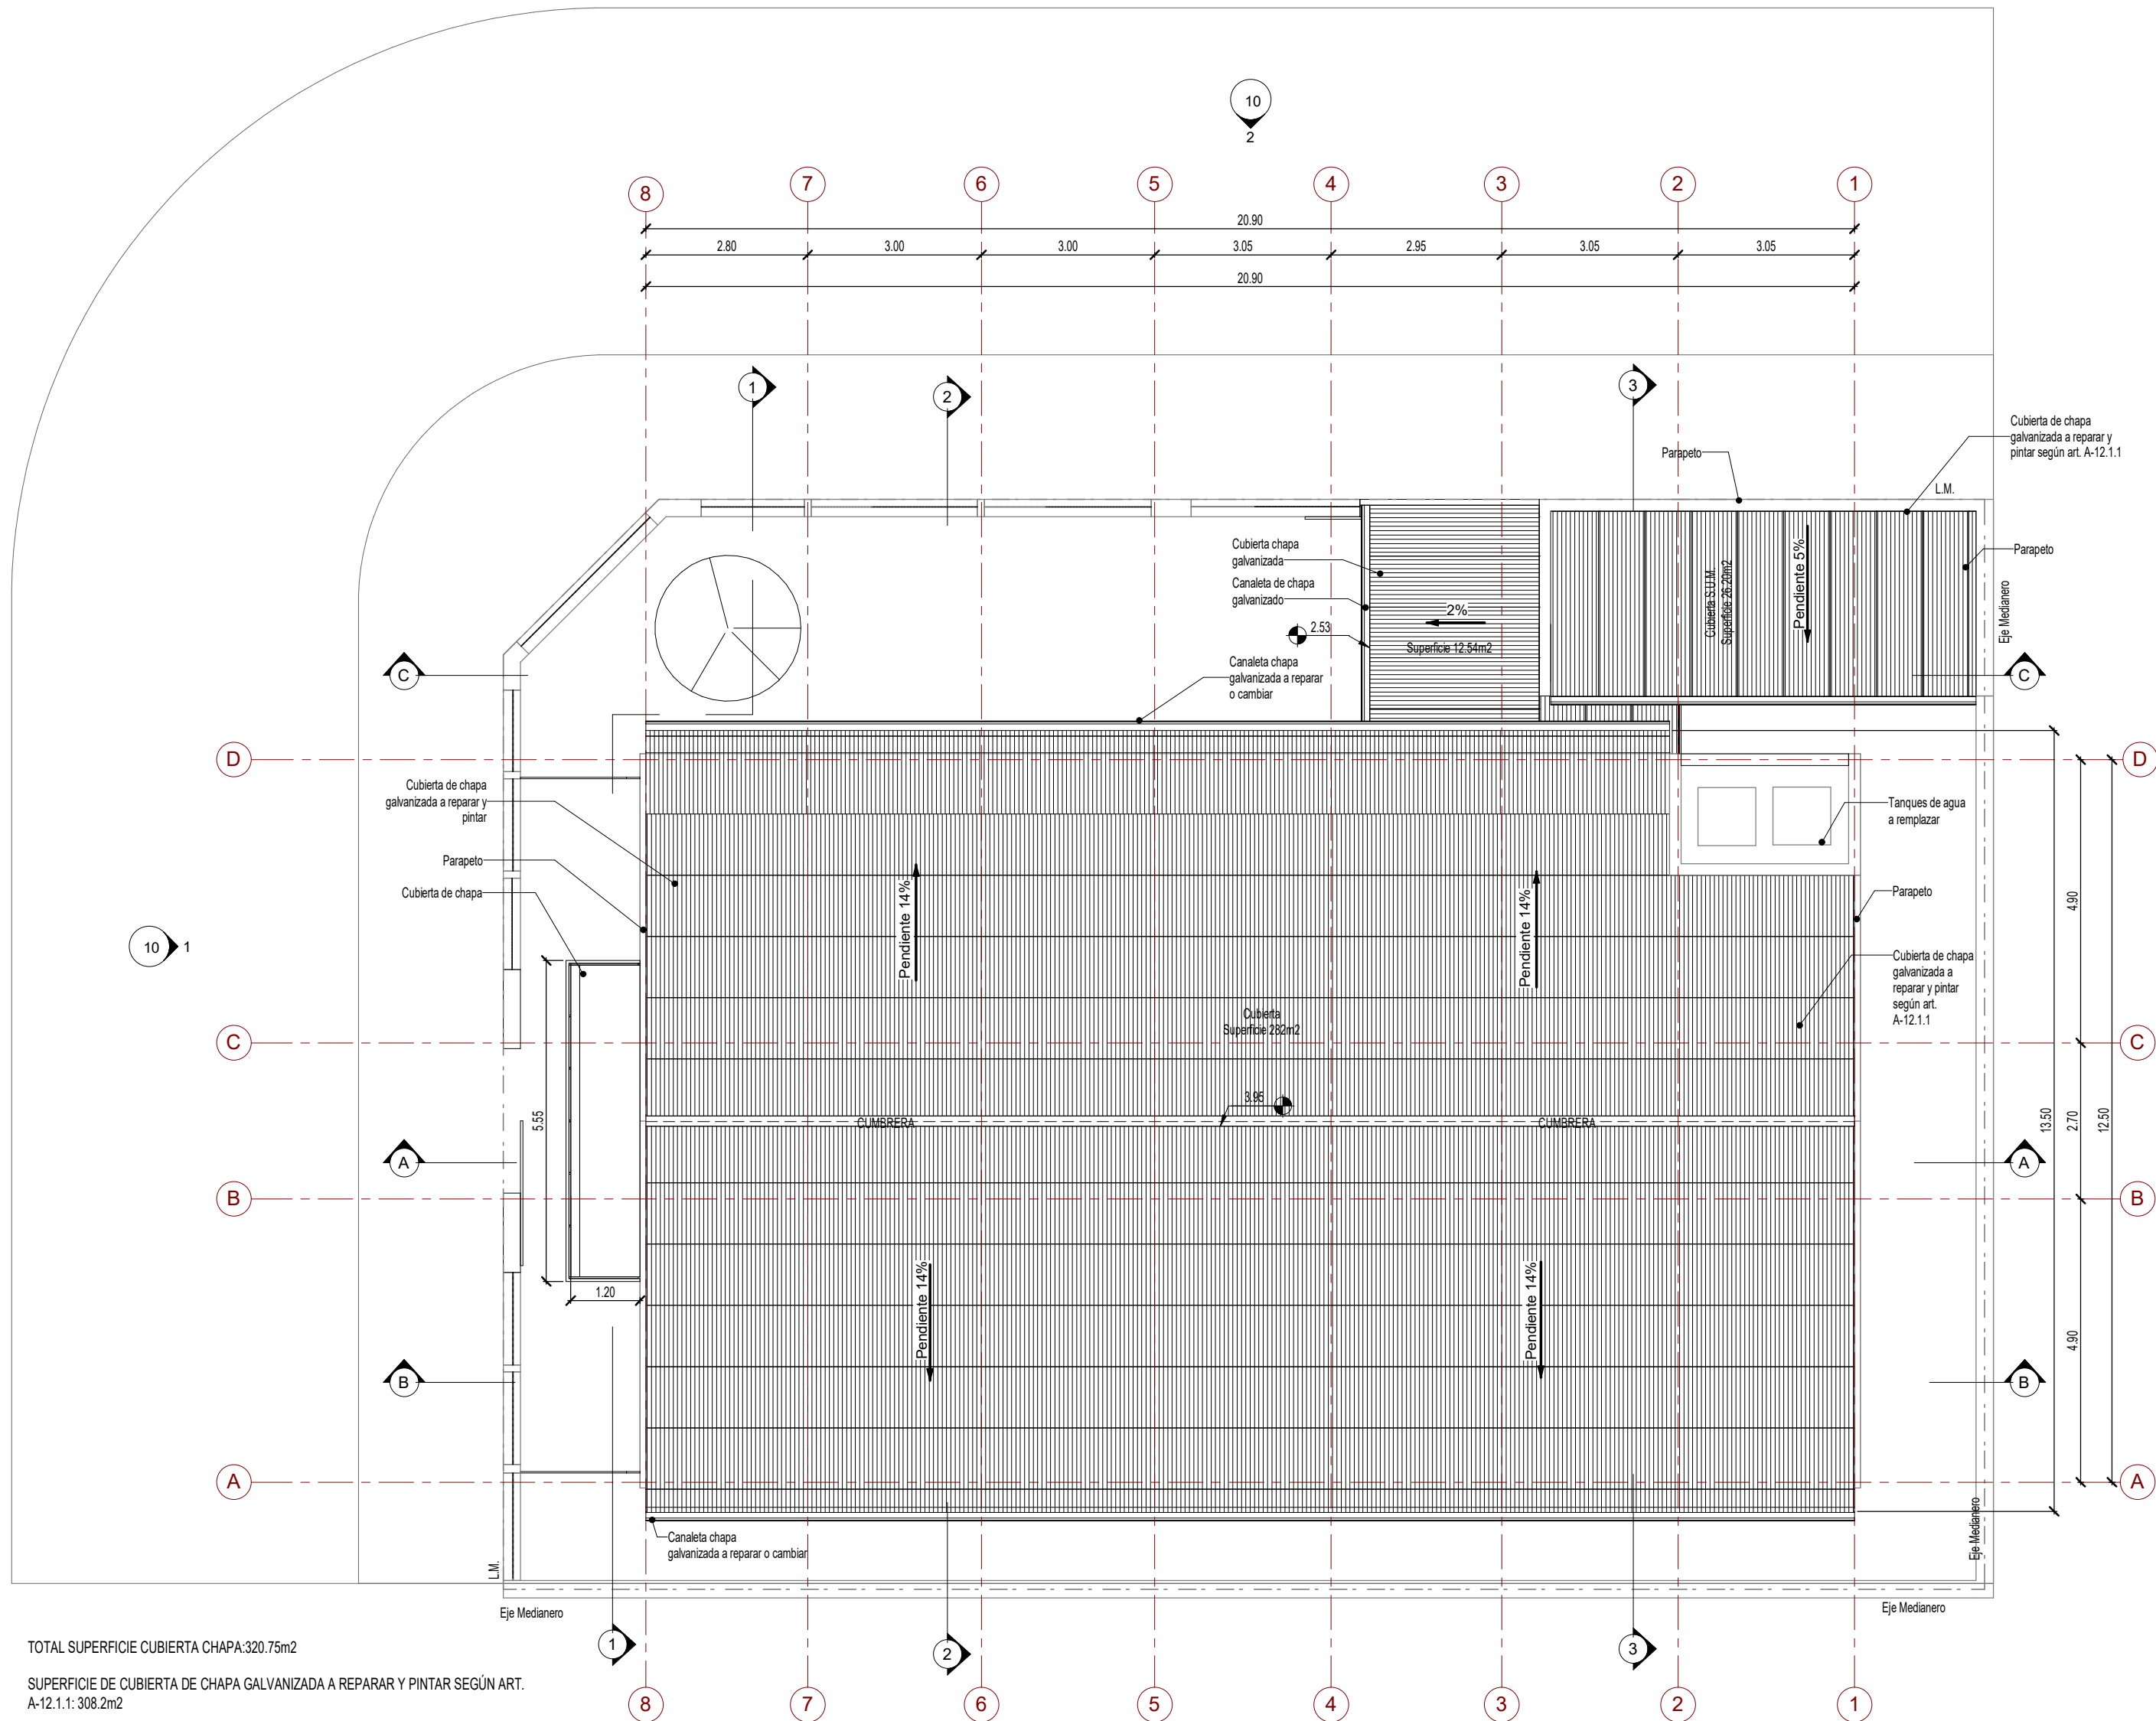 10
2
8
7
6
5
4
3
2
1
20.90
2.80
3.00
3.00
3.05
2.95
3.05
3.05
20.90
1
2
3
Cubierta de chapa
galvanizada a reparar y
pintar según art. A-12.1.1
Parapeto
L.M.
Parapeto
Eje Medianero
Cubierta chapa
galvanizada
Canaleta de chapa
galvanizado
2.53
2%
Superficie 12.54m2
Cubierta S.U.M.
Superficie 26.20m2
Pendiente 5%
Canaleta chapa
galvanizada a reparar
o cambiar
C
C
D
D
Cubierta de chapa
galvanizada a reparar y
pintar
Parapeto
Cubierta de chapa
Tanques de agua
a remplazar
Parapeto
4.90
Pendiente 14%
Pendiente 14%
10
1
Cubierta de chapa
galvanizada a
reparar y pintar
según art.
A-12.1.1
Cubierta
Superficie 282m2
C
C
3.95
CUMBRERA
CUMBRERA
5.55
13.50
2.70
12.50
A
A
B
B
1.20
Pendiente 14%
Pendiente 14%
4.90
B
B
A
A
Canaleta chapa
galvanizada a reparar o cambiar
L.M.
Eje Medianero
Eje Medianero
Eje Medianero
1
2
3
TOTAL SUPERFICIE CUBIERTA CHAPA:320.75m2
SUPERFICIE DE CUBIERTA DE CHAPA GALVANIZADA A REPARAR Y PINTAR SEGÚN ART.
A-12.1.1: 308.2m2
8
7
6
5
4
3
2
1